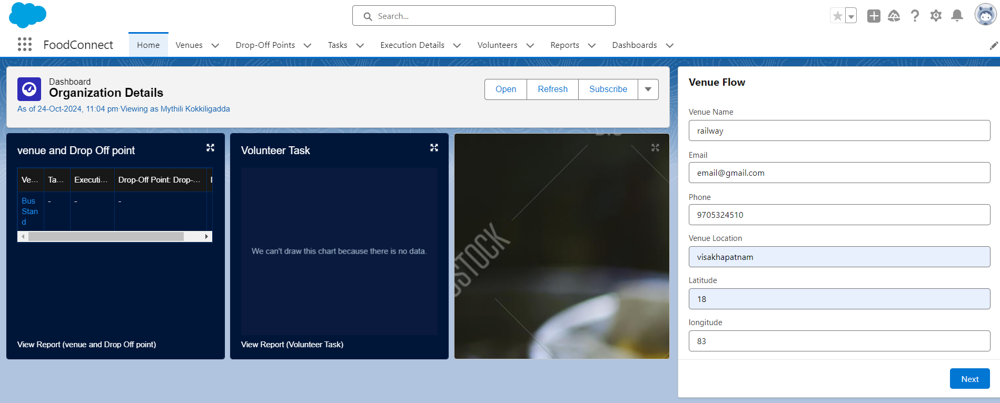 Search...
FoodConnect
Home
Venues
Drop-Off Points
Tasks
Execution Details
Volunteers
Reports
Dashboards
Dashboard
Organization Details
As of 24-Oct-2024, 11:04 pm·Viewing as Mythili Kokkiligadda
Open
Refresh
Subscribe
venue and Drop Off point
Ve...
Ta...
Executi...
Drop-Off Point: Drop-...
Bus
Stan
d
-
-
-
View Report (venue and Drop Off point)
Volunteer Task
We can't draw this chart because there is no data.
View Report (Volunteer Task)
Venue Flow
Venue Name
railway
Email
email@gmail.com
Phone
9705324510
Venue Location
visakhapatnam
Latitude
18
longitude
83
Next